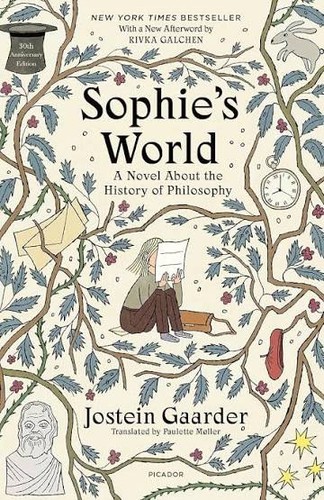 NEW YORK TIMES BESTSELLER
With a New Afterword by
RIVKA GALCHEN
30th
Anniversary
Edition
Sophie's
World
A Novel About the
History of Philosophy
Jostein Gaarder
Translated by Paulette Møller
PICADOR